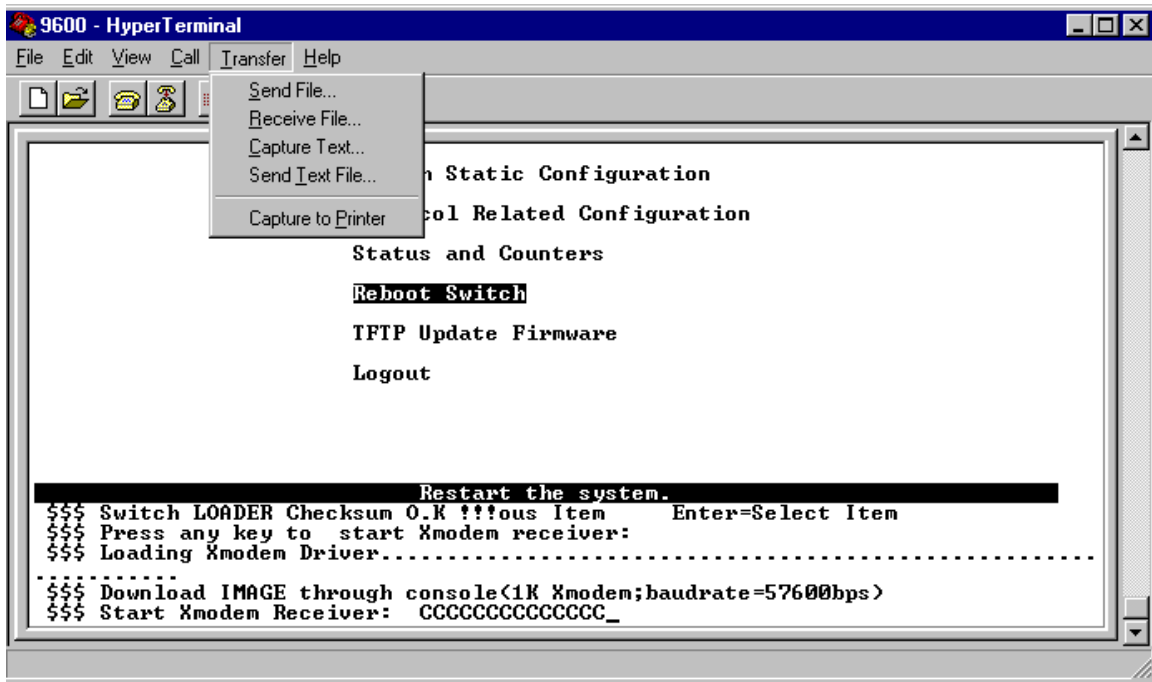 9600 - HyperTerminal
File Edit View Call Transfer Help
Send File...
Receive File...
Capture Text...
Send Text File...
Capture to Printer
Static Configuration
Related Configuration
Status and Counters
Reboot Switch
TFTP Update Firmware
Logout
Restart the system.
$$$ Switch LOADER Checksum O.K !!!ous Item Enter=Select Item
$$$ Press any key to start Xmodem receiver:
$$$ Loading Xmodem Driver.......................................................
...........
$$$ Download IMAGE through console(1K Xmodem;baudrate=57600bps)
$$$ Start Xmodem Receiver: CCCCCCCCCCCCCC_